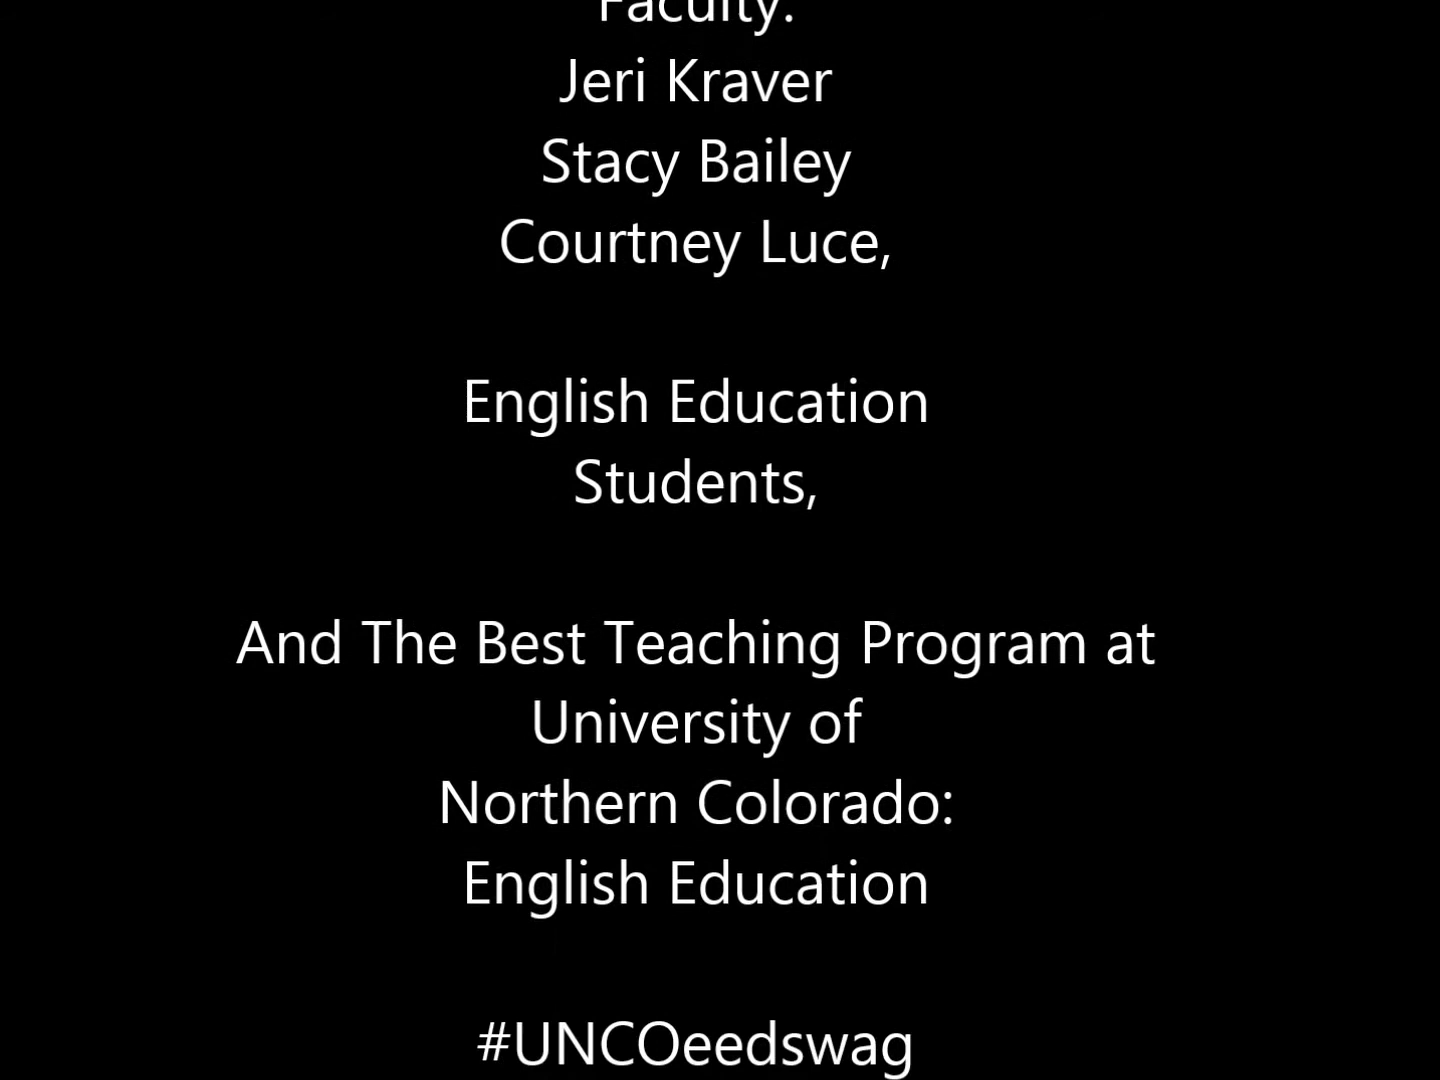 Faculty:
Jeri Kraver
Stacy Bailey
Courtney Luce,
English Education
Students,
And The Best Teaching Program at
University of
Northern Colorado:
English Education
#UNCOeedswag